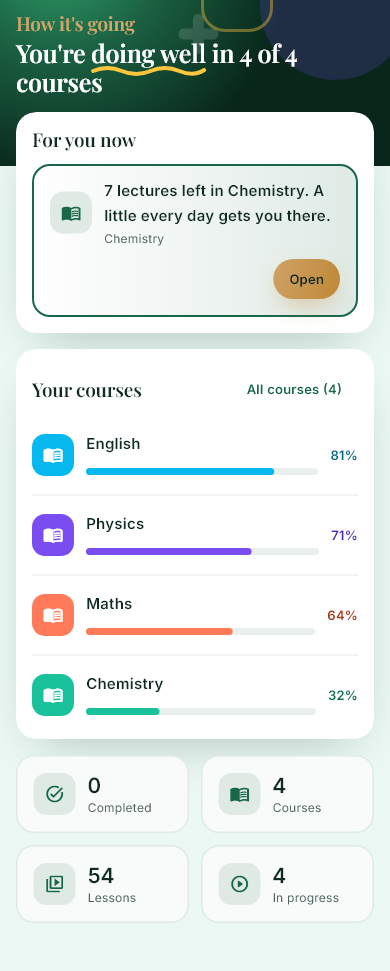 How it's going
You're doing well in 4 of 4
courses
For you now
7 lectures left in Chemistry. A
little every day gets you there.
Chemistry
Open
Your courses
All courses (4)
English
81%
Physics
71%
Maths
64%
Chemistry
32%
0
Completed
4
Courses
54
Lessons
4
In progress